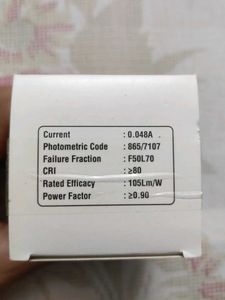 Current : 0.048A
Photometric Code : 865/7107
Failure Fraction : F50L70
CRI : ≥80
Rated Efficacy : 105Lm/W
Power Factor : ≥0.90